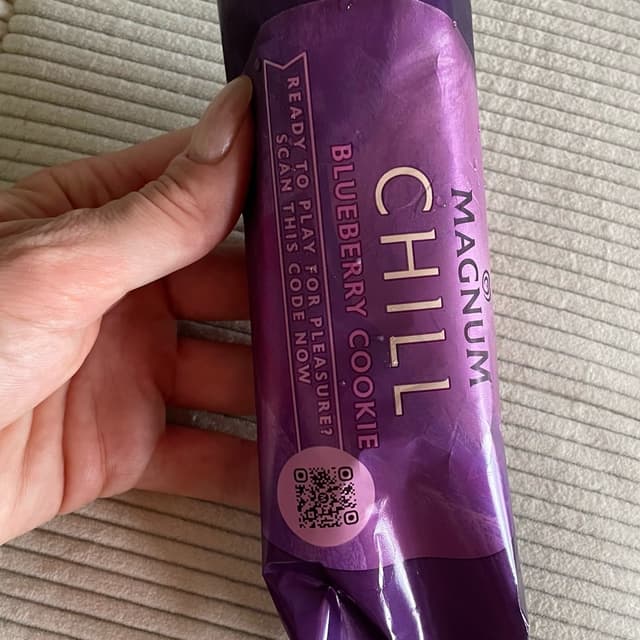 MAGNUM
CHILL
BLUEBERRY COOKIE
READY TO PLAY FOR PLEASURE?
SCAN THIS CODE NOW